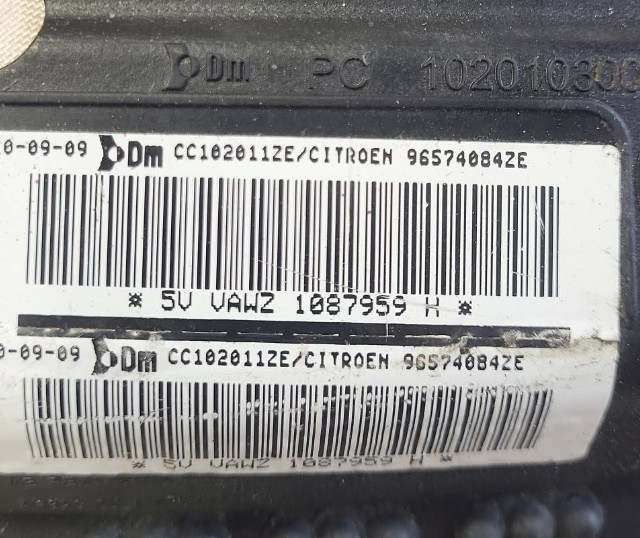 Dm PC 102010300
0-09-09 Dm CC102011ZE/CITROEN 96574084ZE
* 5V VAWZ 1087959 H *
0-09-09 Dm CC102011ZE/CITROEN 96574084ZE
* 5V VAWZ 1087959 H *